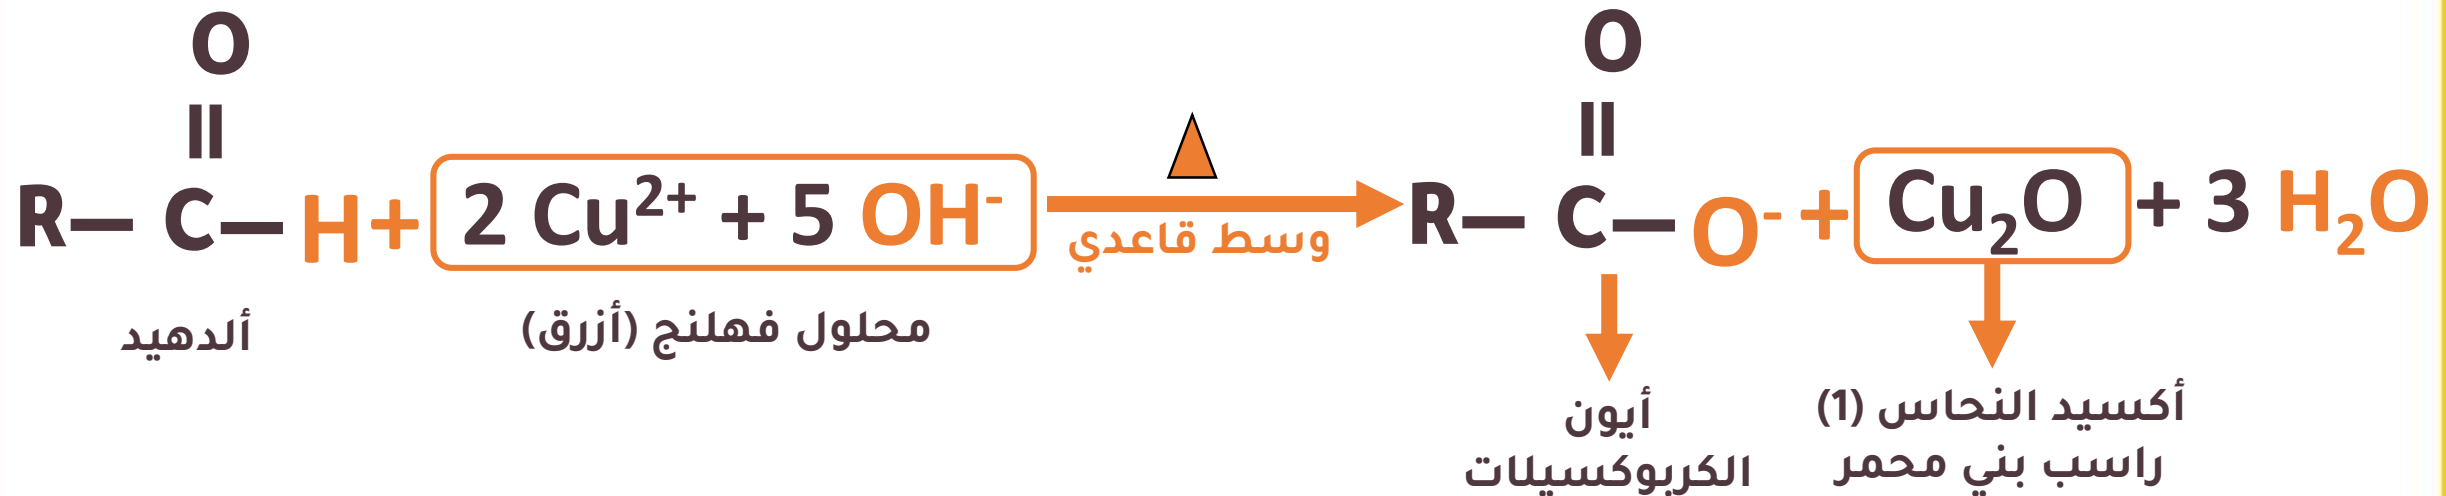 O O
|| ||
R– C–H+ 2 Cu²⁺ + 5 OH⁻ R– C–O⁻ + Cu₂O + 3 H₂O
وسط قاعدي
ألدهيد
محلول فهلنج (أزرق)
أيون
الكربوكسيلات
أكسيد النحاس (1)
راسب بني محمر